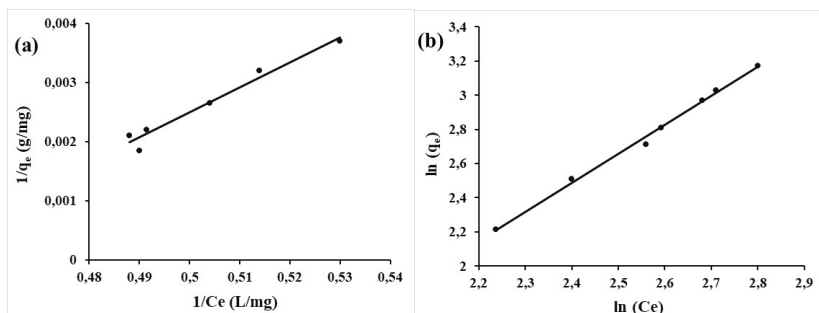 (a)
0,004
0,003
0,002
0,001
0
1/qe (g/mg)
0,48 0,49 0,5 0,51 0,52 0,53 0,54
1/Ce (L/mg)
(b)
3,4
3,2
3
2,8
2,6
2,4
2,2
2
ln (qe)
2,2 2,3 2,4 2,5 2,6 2,7 2,8 2,9
ln (Ce)